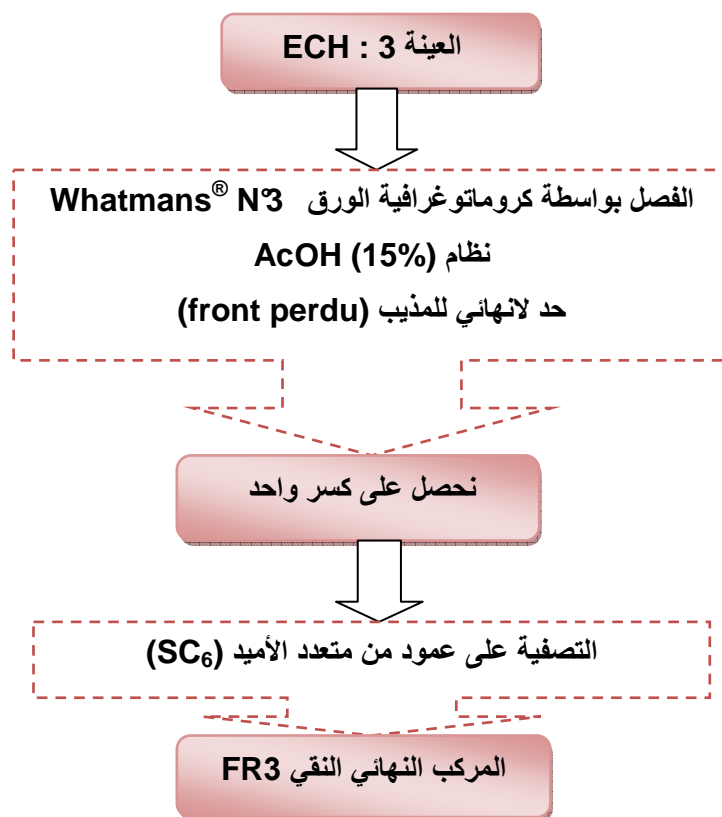 العينة 3 : ECH
الفصل بواسطة كروماتوغرافية الورق Whatmans® N°3
نظام AcOH (15%)
حد لانهائي للمذيب (front perdu)
نحصل على كسر واحد
التصفية على عمود من متعدد الأميد (SC₆)
المركب النهائي النقي FR3